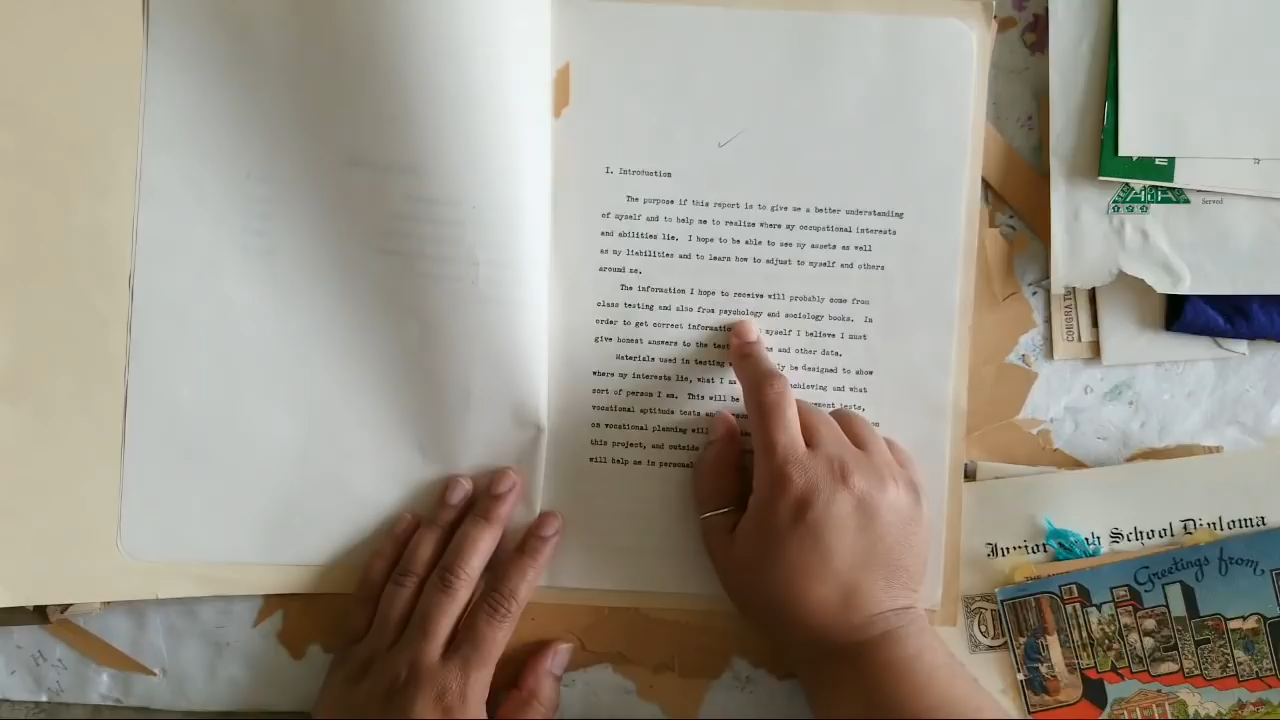 I. Introduction
The purpose if this report is to give me a better understanding
of myself and to help me to realize where my occupational interests
and abilities lie. I hope to be able to see my assets as well
as my liabilities and to learn how to adjust to myself and others
around me.
The information I hope to receive will probably come from
class testing and also from psychology and sociology books. In
order to get correct information myself I believe I must
give honest answers to the and other data.
Materials used in testing be designed to show
where my interests lie, what I am achieving and what
sort of person I am. This will be tests,
vocational aptitude tests and
on vocational planning will
this project, and outside
will help me in personal
Served
CONGRATU
Junior School Diploma
Greetings from
Dixieland